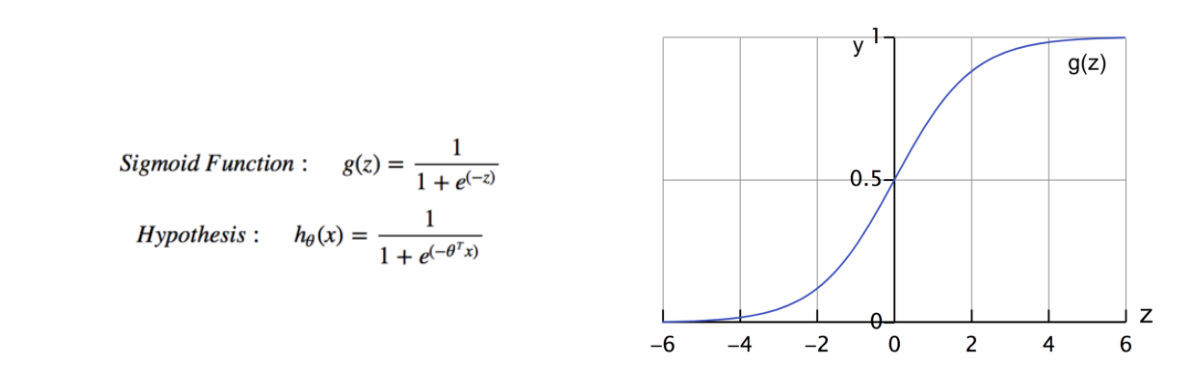 Sigmoid Function : g(z) = 1 / (1 + e^(−z))
Hypothesis : hθ(x) = 1 / (1 + e^(−θᵀx))
y
1
g(z)
0.5
0
z
−6 −4 −2 0 2 4 6